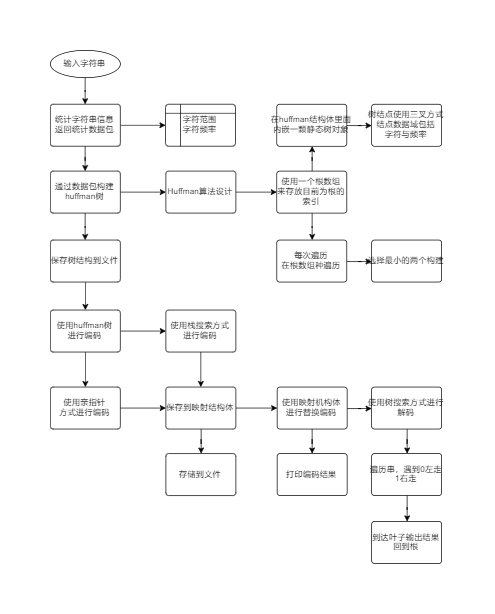 输入字符串
统计字符串信息
返回统计数据包
字符范围
字符频率
在huffman结构体里面
内嵌一颗静态树对象
树结点使用三叉方式
结点数据域包括
字符与频率
通过数据包构建
huffman树
Huffman算法设计
使用一个根数组
来存放目前为根的
索引
保存树结构到文件
每次遍历
在根数组种遍历
选择最小的两个构建
使用huffman树
进行编码
使用栈搜索方式
进行编码
使用亲指针
方式进行编码
保存到映射结构体
使用映射机构体
进行替换编码
使用树搜索方式进行
解码
存储到文件
打印编码结果
遍历串，遇到0左走
1右走
到达叶子输出结果
回到根